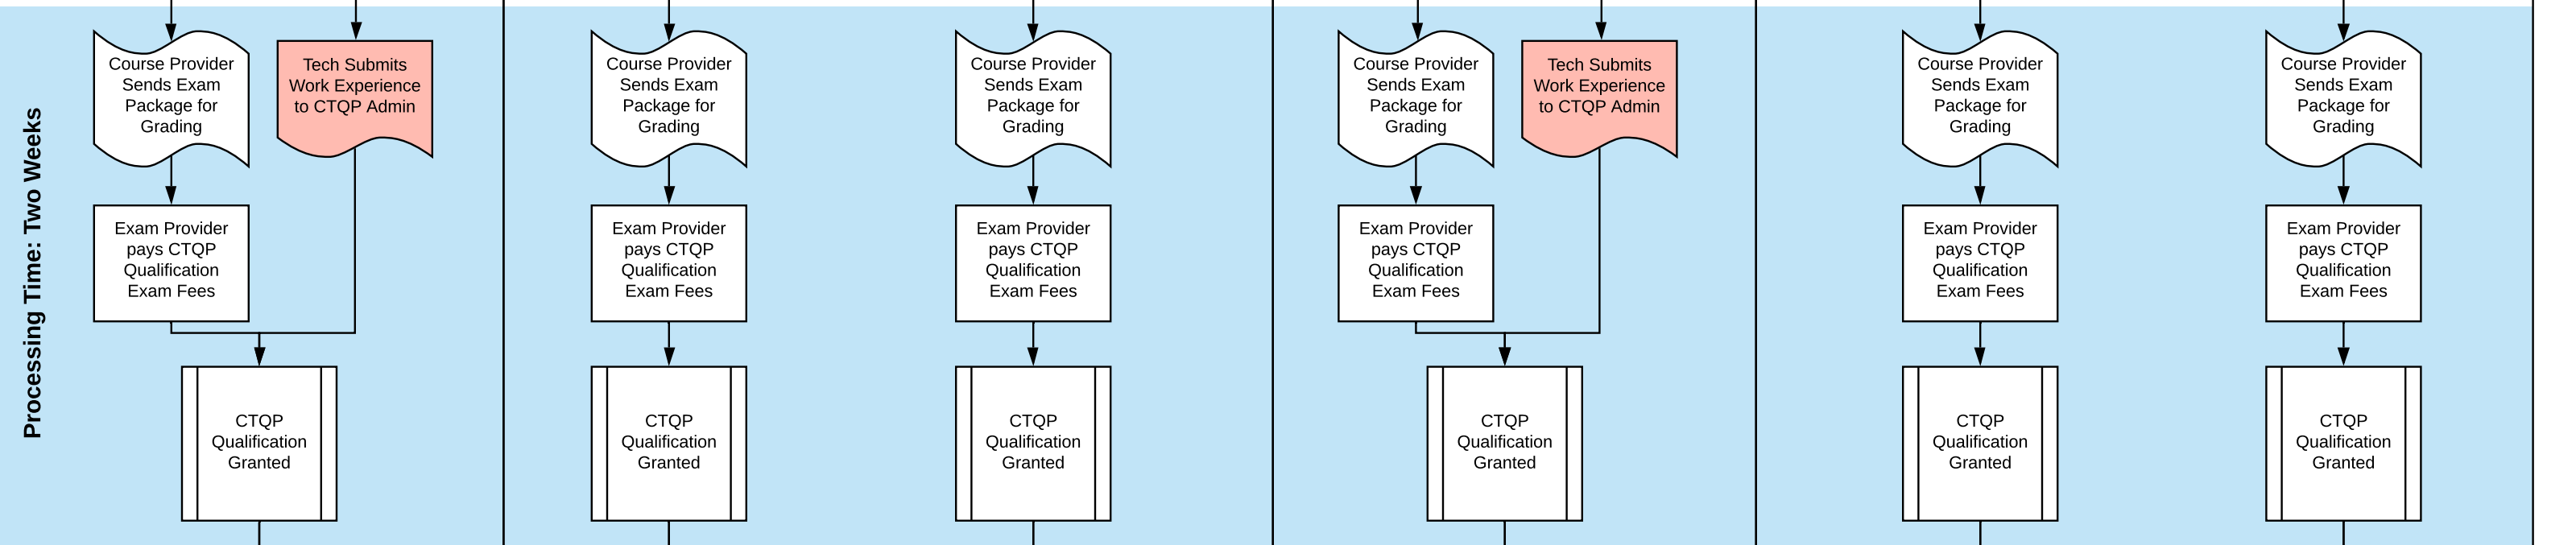 Processing Time: Two Weeks
Course Provider
Sends Exam
Package for
Grading
Tech Submits
Work Experience
to CTQP Admin
Exam Provider
pays CTQP
Qualification
Exam Fees
CTQP
Qualification
Granted
Course Provider
Sends Exam
Package for
Grading
Exam Provider
pays CTQP
Qualification
Exam Fees
CTQP
Qualification
Granted
Course Provider
Sends Exam
Package for
Grading
Exam Provider
pays CTQP
Qualification
Exam Fees
CTQP
Qualification
Granted
Course Provider
Sends Exam
Package for
Grading
Tech Submits
Work Experience
to CTQP Admin
Exam Provider
pays CTQP
Qualification
Exam Fees
CTQP
Qualification
Granted
Course Provider
Sends Exam
Package for
Grading
Exam Provider
pays CTQP
Qualification
Exam Fees
CTQP
Qualification
Granted
Course Provider
Sends Exam
Package for
Grading
Exam Provider
pays CTQP
Qualification
Exam Fees
CTQP
Qualification
Granted